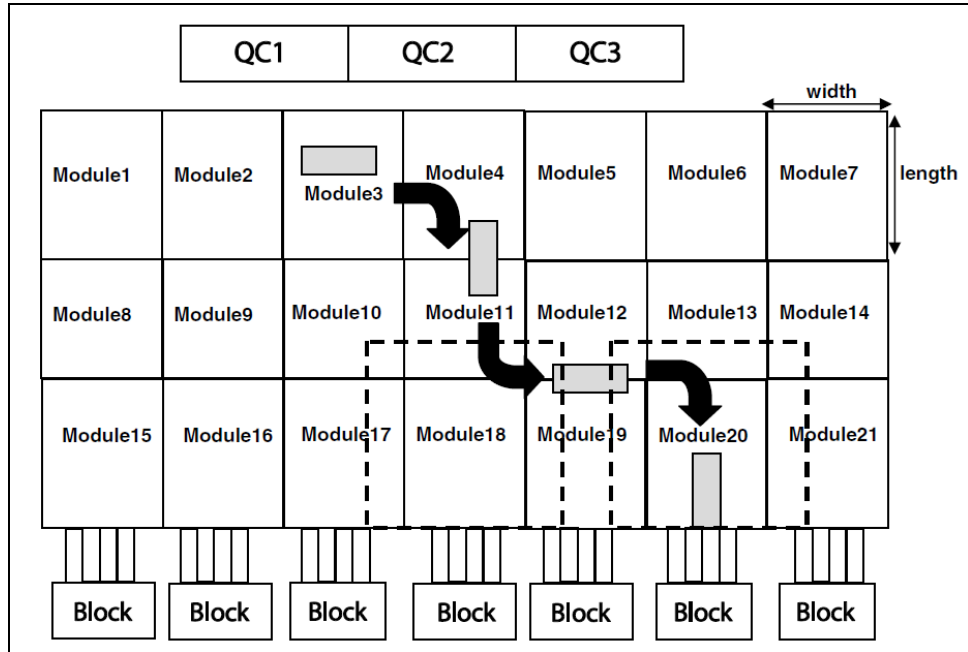 QC1 QC2 QC3
width
Module1 Module2 Module3 Module4 Module5 Module6 Module7
length
Module8 Module9 Module10 Module11 Module12 Module13 Module14
Module15 Module16 Module17 Module18 Module19 Module20 Module21
Block Block Block Block Block Block Block